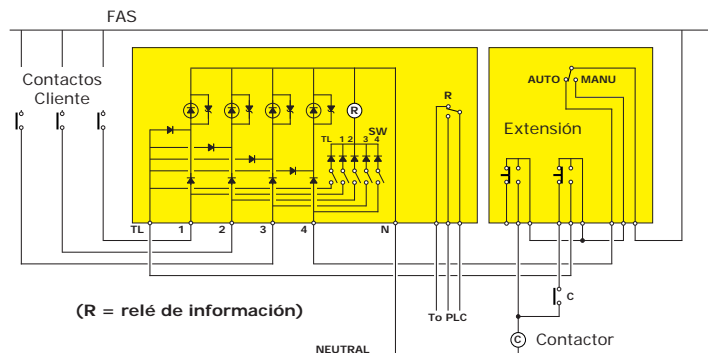 FAS
Contactos
Cliente
R
AUTO
MANU
R
SW
TL 1 2 3 4
Extensión
TL 1 2 3 4 N
C
(R = relé de información)
To PLC
NEUTRAL
C Contactor